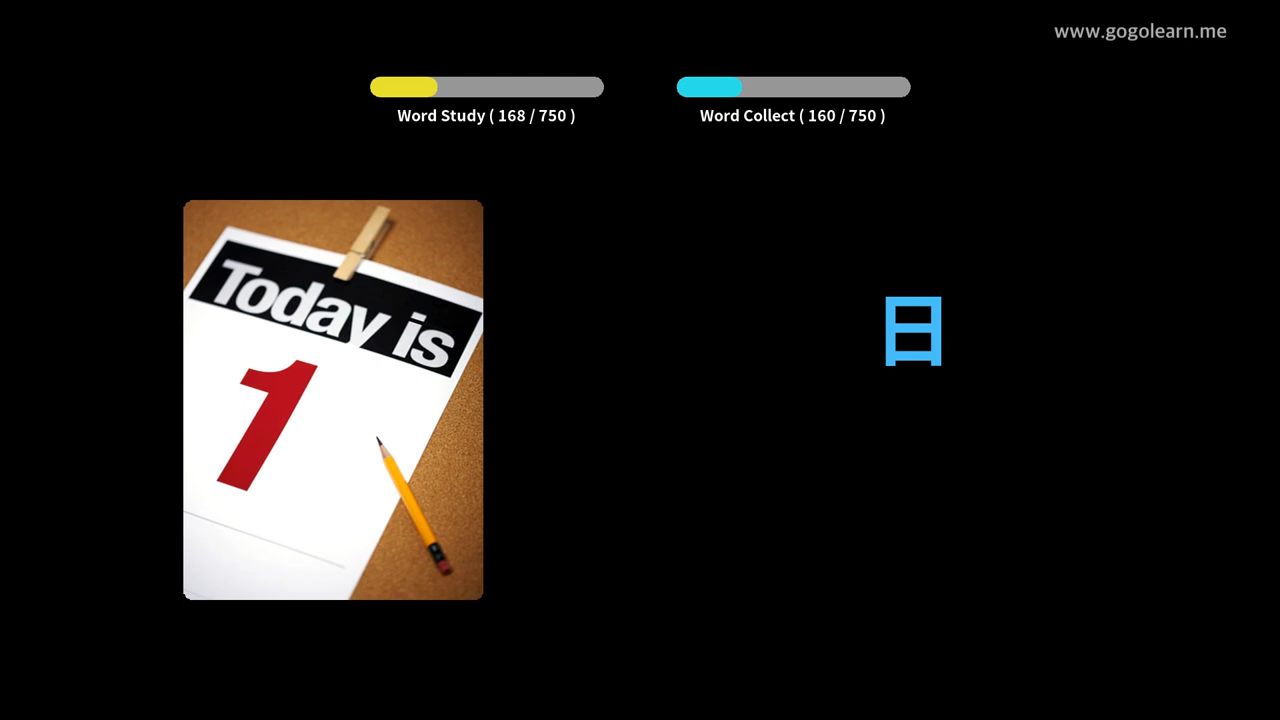 www.gogolearn.me
Word Study ( 168 / 750 )
Word Collect ( 160 / 750 )
Today is
1
日